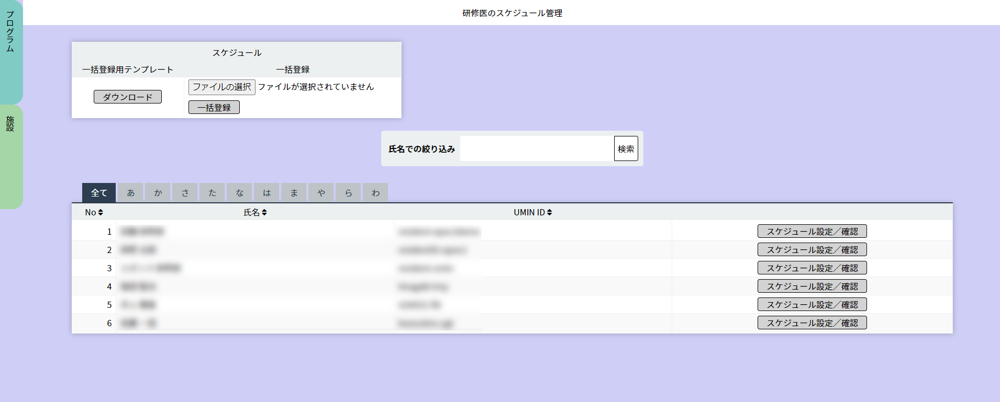 プログラム
施設
研修医のスケジュール管理
スケジュール
一括登録用テンプレート 一括登録
ダウンロード
ファイルの選択 ファイルが選択されていません
一括登録
氏名での絞り込み 検索
全て あ か さ た な は ま や ら わ
No 氏名 UMIN ID
1 スケジュール設定／確認
2 スケジュール設定／確認
3 スケジュール設定／確認
4 スケジュール設定／確認
5 スケジュール設定／確認
6 スケジュール設定／確認